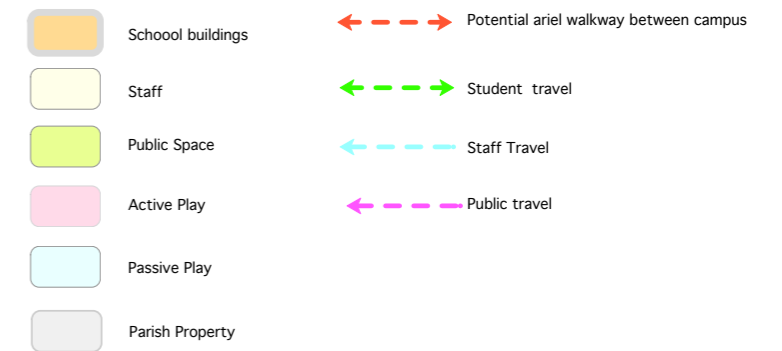 Schoool buildings
Staff
Public Space
Active Play
Passive Play
Parish Property
Potential ariel walkway between campus
Student travel
Staff Travel
Public travel